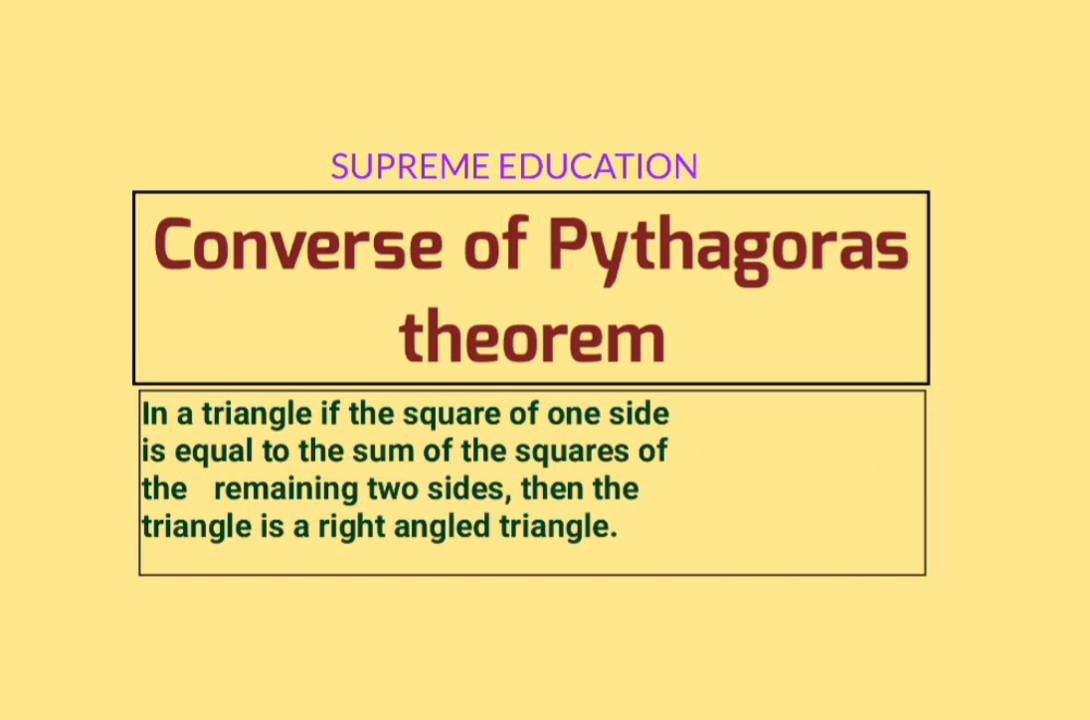 SUPREME EDUCATION
Converse of Pythagoras
theorem
In a triangle if the square of one side
is equal to the sum of the squares of
the remaining two sides, then the
triangle is a right angled triangle.